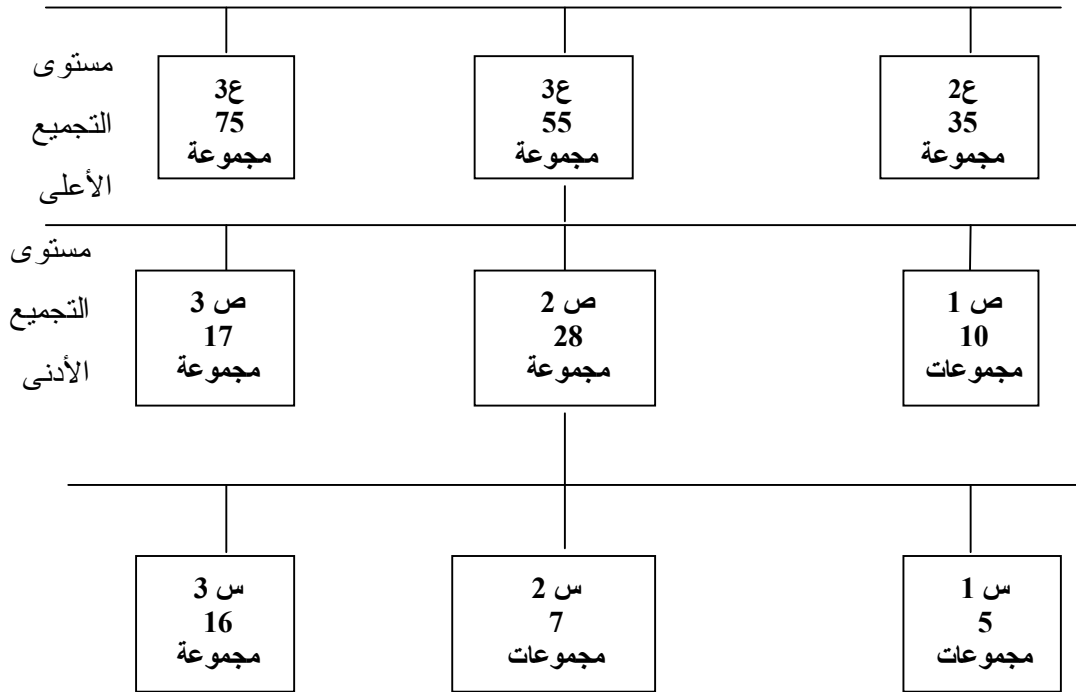 مستوى
التجميع
الأعلى
ع2
35
مجموعة
ع3
55
مجموعة
ع3
75
مجموعة
مستوى
التجميع
الأدنى
ص 1
10
مجموعات
ص 2
28
مجموعة
ص 3
17
مجموعة
س 1
5
مجموعات
س 2
7
مجموعات
س 3
16
مجموعة